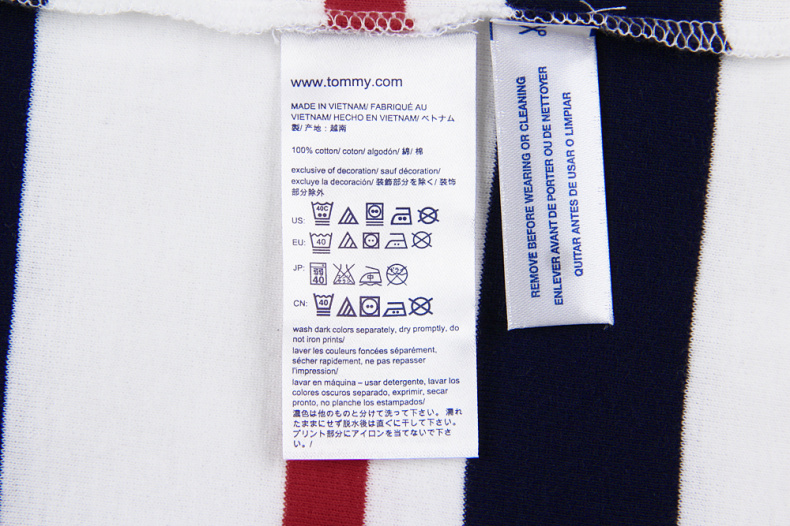 www.tommy.com
MADE IN VIETNAM/ FABRIQUÉ AU
VIETNAM/ HECHO EN VIETNAM/ ベトナム
製/ 产地 : 越南
100% cotton/ coton/ algodón/ 綿/ 棉
exclusive of decoration/ sauf décoration/
excluye la decoración/ 装飾部分を除く/ 装饰
部分除外
US: 40C
EU: 40
JP: 40
CN: 40
wash dark colors separately, dry promptly, do
not iron prints/
laver les couleurs foncées séparément,
sécher rapidement, ne pas repasser
l'impression/
lavar en máquina – usar detergente, lavar los
colores oscuros separado, exprimir, secar
pronto, no planche los estampados/
濃色は他のものと分けて洗って下さい。濡れ
たままにせず脱水後は直ぐに干して下さい。
プリント部分にアイロンを当てないで下さ
い。/
REMOVE BEFORE WEARING OR CLEANING
ENLEVER AVANT DE PORTER OU DE NETTOYER
QUITAR ANTES DE USAR O LIMPIAR